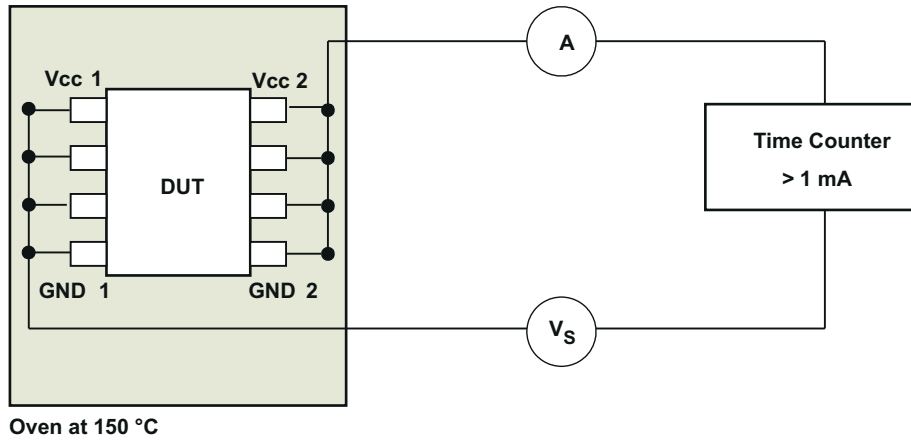 Vcc 1
Vcc 2
DUT
GND 1
GND 2
A
Time Counter
> 1 mA
VS
Oven at 150 °C